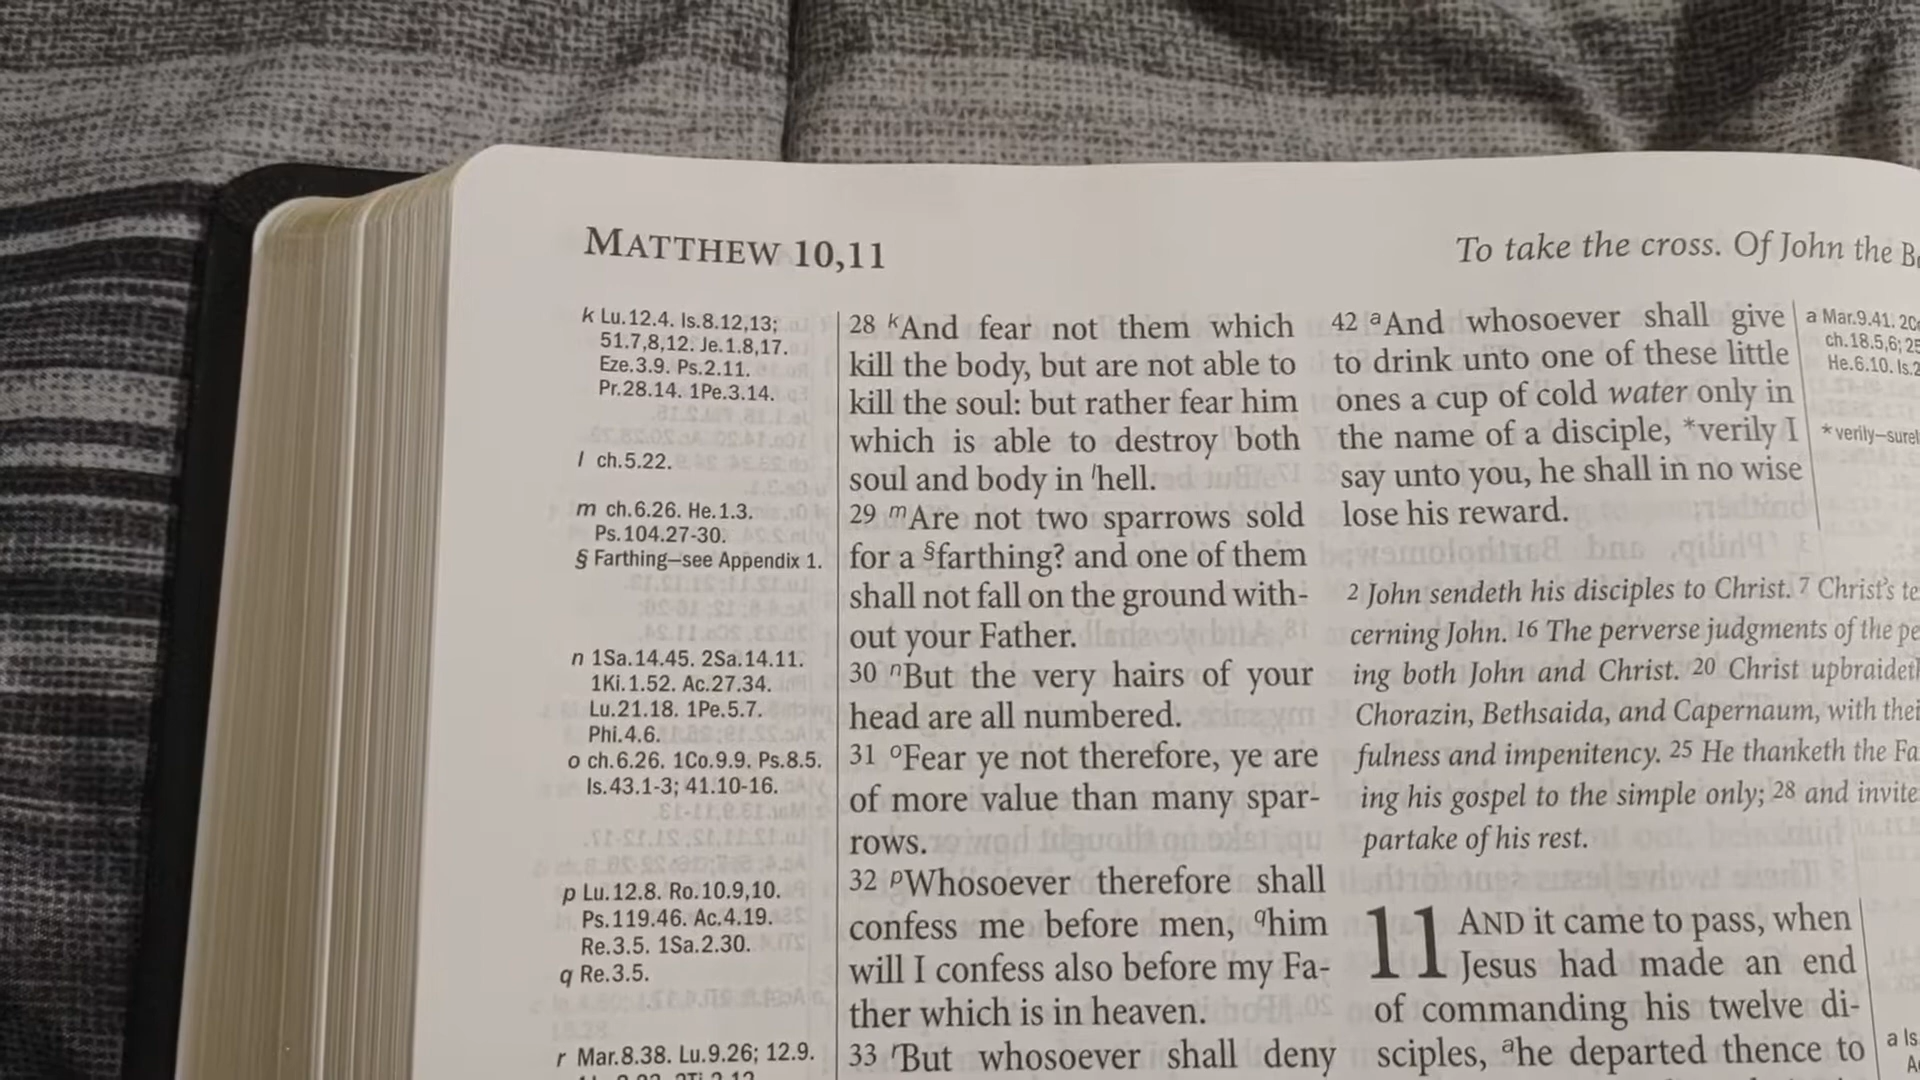 MATTHEW 10,11
To take the cross. Of John the
k Lu.12.4. Is.8.12,13;
51.7,8,12. Je.1.8,17.
Eze.3.9. Ps.2.11.
Pr.28.14. 1Pe.3.14.
l ch.5.22.
m ch.6.26. He.1.3.
Ps.104.27-30.
§ Farthing—see Appendix 1.
n 1Sa.14.45. 2Sa.14.11.
1Ki.1.52. Ac.27.34.
Lu.21.18. 1Pe.5.7.
Phi.4.6.
o ch.6.26. 1Co.9.9. Ps.8.5.
Is.43.1-3; 41.10-16.
p Lu.12.8. Ro.10.9,10.
Ps.119.46. Ac.4.19.
Re.3.5. 1Sa.2.30.
q Re.3.5.
r Mar.8.38. Lu.9.26; 12.9.
28 kAnd fear not them which
kill the body, but are not able to
kill the soul: but rather fear him
which is able to destroy both
soul and body in lhell.
29 mAre not two sparrows sold
for a §farthing? and one of them
shall not fall on the ground with-
out your Father.
30 nBut the very hairs of your
head are all numbered.
31 oFear ye not therefore, ye are
of more value than many spar-
rows.
32 pWhosoever therefore shall
confess me before men, qhim
will I confess also before my Fa-
ther which is in heaven.
33 rBut whosoever shall deny
42 aAnd whosoever shall give
to drink unto one of these little
ones a cup of cold water only in
the name of a disciple, *verily I
say unto you, he shall in no wise
lose his reward.
2 John sendeth his disciples to Christ. 7 Christ's
cerning John. 16 The perverse judgments of the
ing both John and Christ. 20 Christ
Chorazin, Bethsaida, and Capernaum, with
fulness and impenitency. 25 He thanketh the
ing his gospel to the simple only; 28 and
partake of his rest.
11 AND it came to pass, when
Jesus had made an end
of commanding his twelve di-
sciples, ahe departed thence to
a Mar.9.41.
ch.18.5,6;
He.6.10.
*verily—
a Is